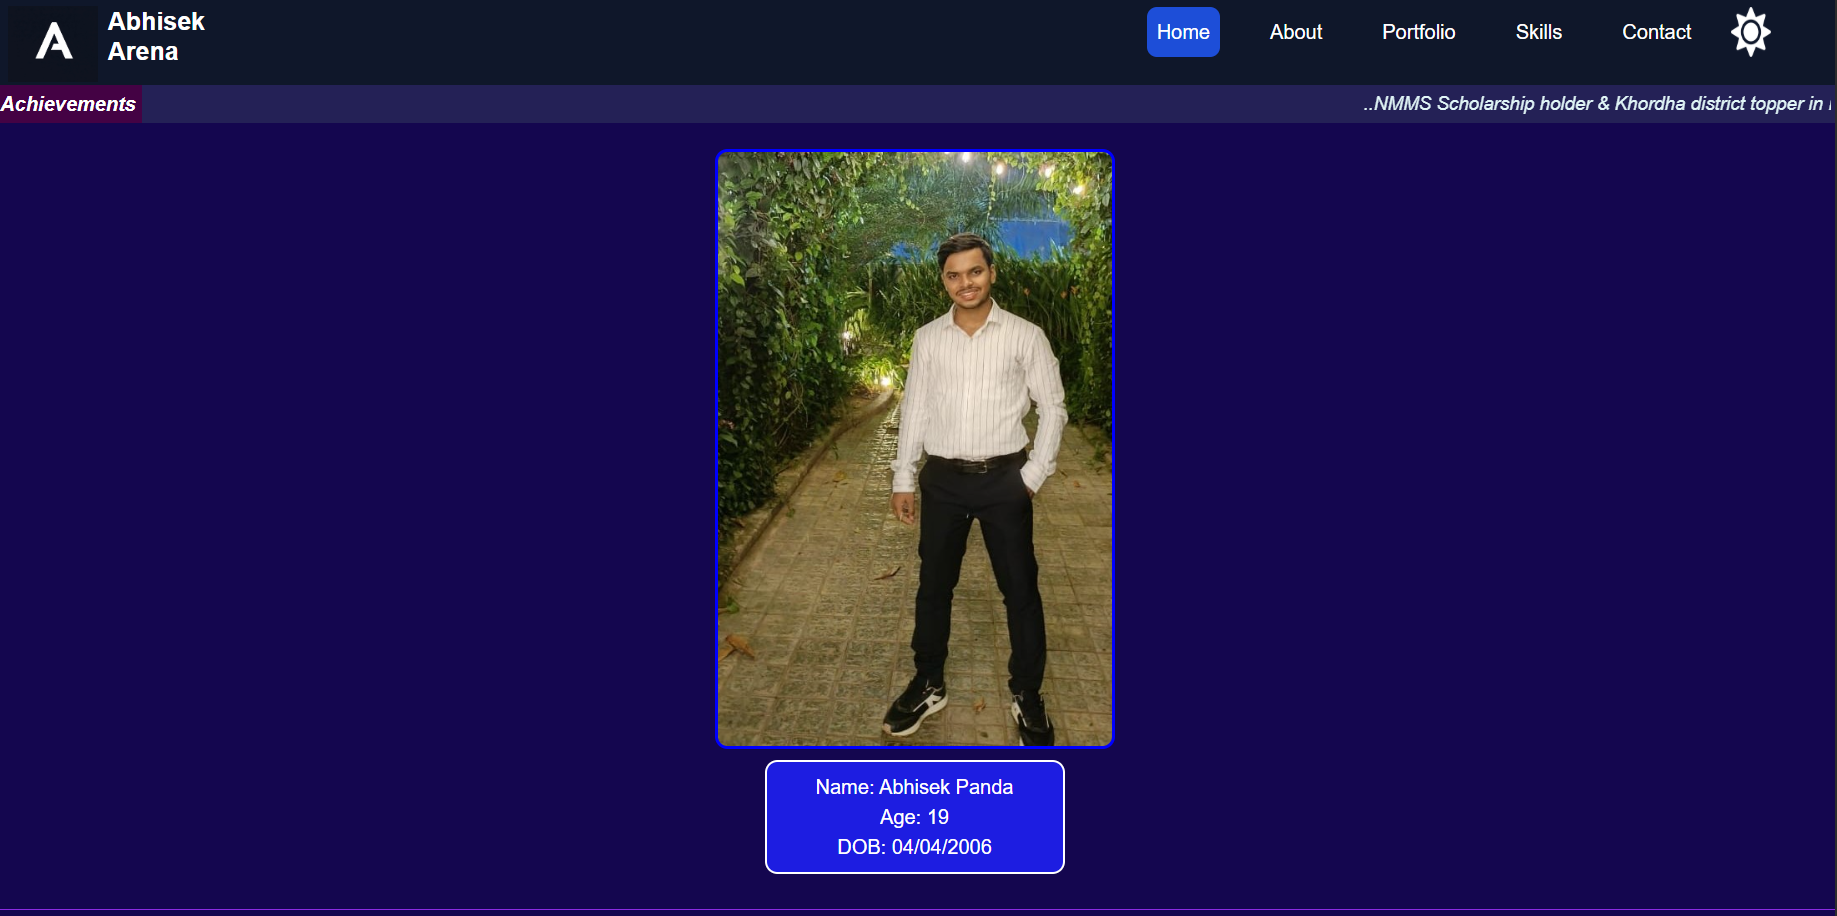 Abhisek
Arena
Home
About
Portfolio
Skills
Contact
Achievements
..NMMS Scholarship holder & Khordha district topper in
Name: Abhisek Panda
Age: 19
DOB: 04/04/2006